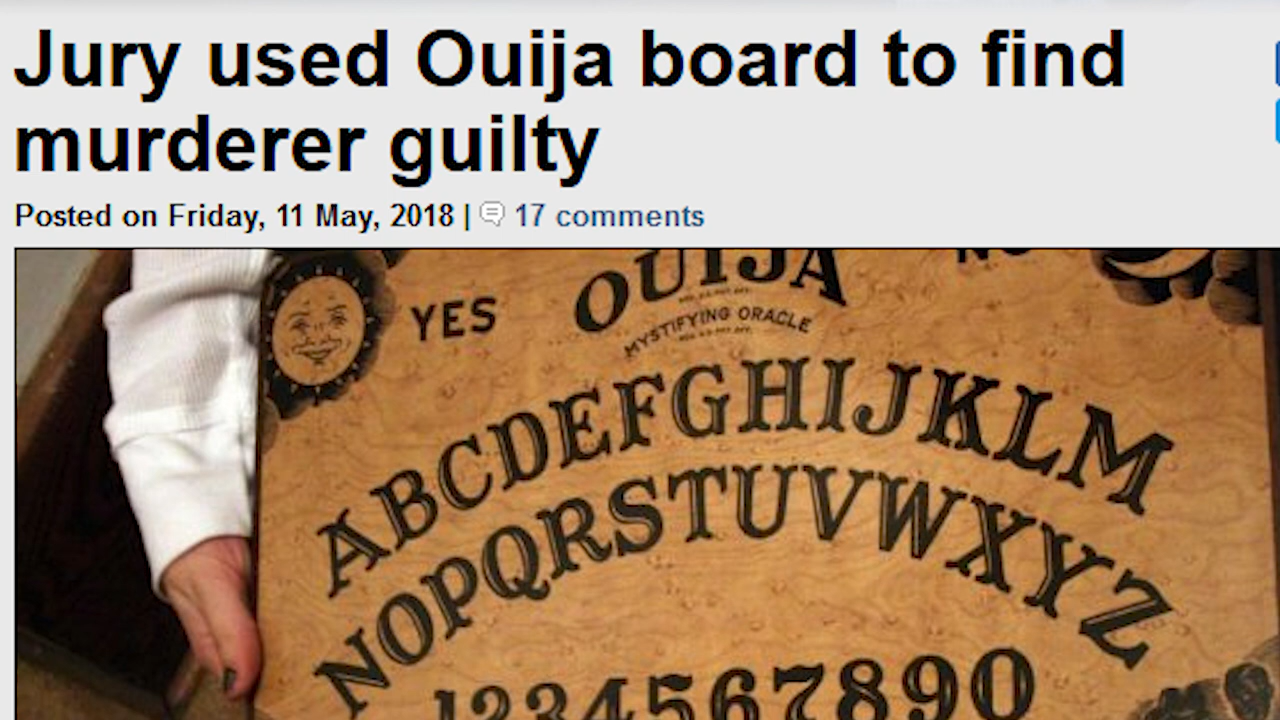 Jury used Ouija board to find
murderer guilty
Posted on Friday, 11 May, 2018 | 17 comments
YES
OUIJA
MYSTIFYING ORACLE
ABCDEFGHIJKLM
NOPQRSTUVWXYZ
1234567890